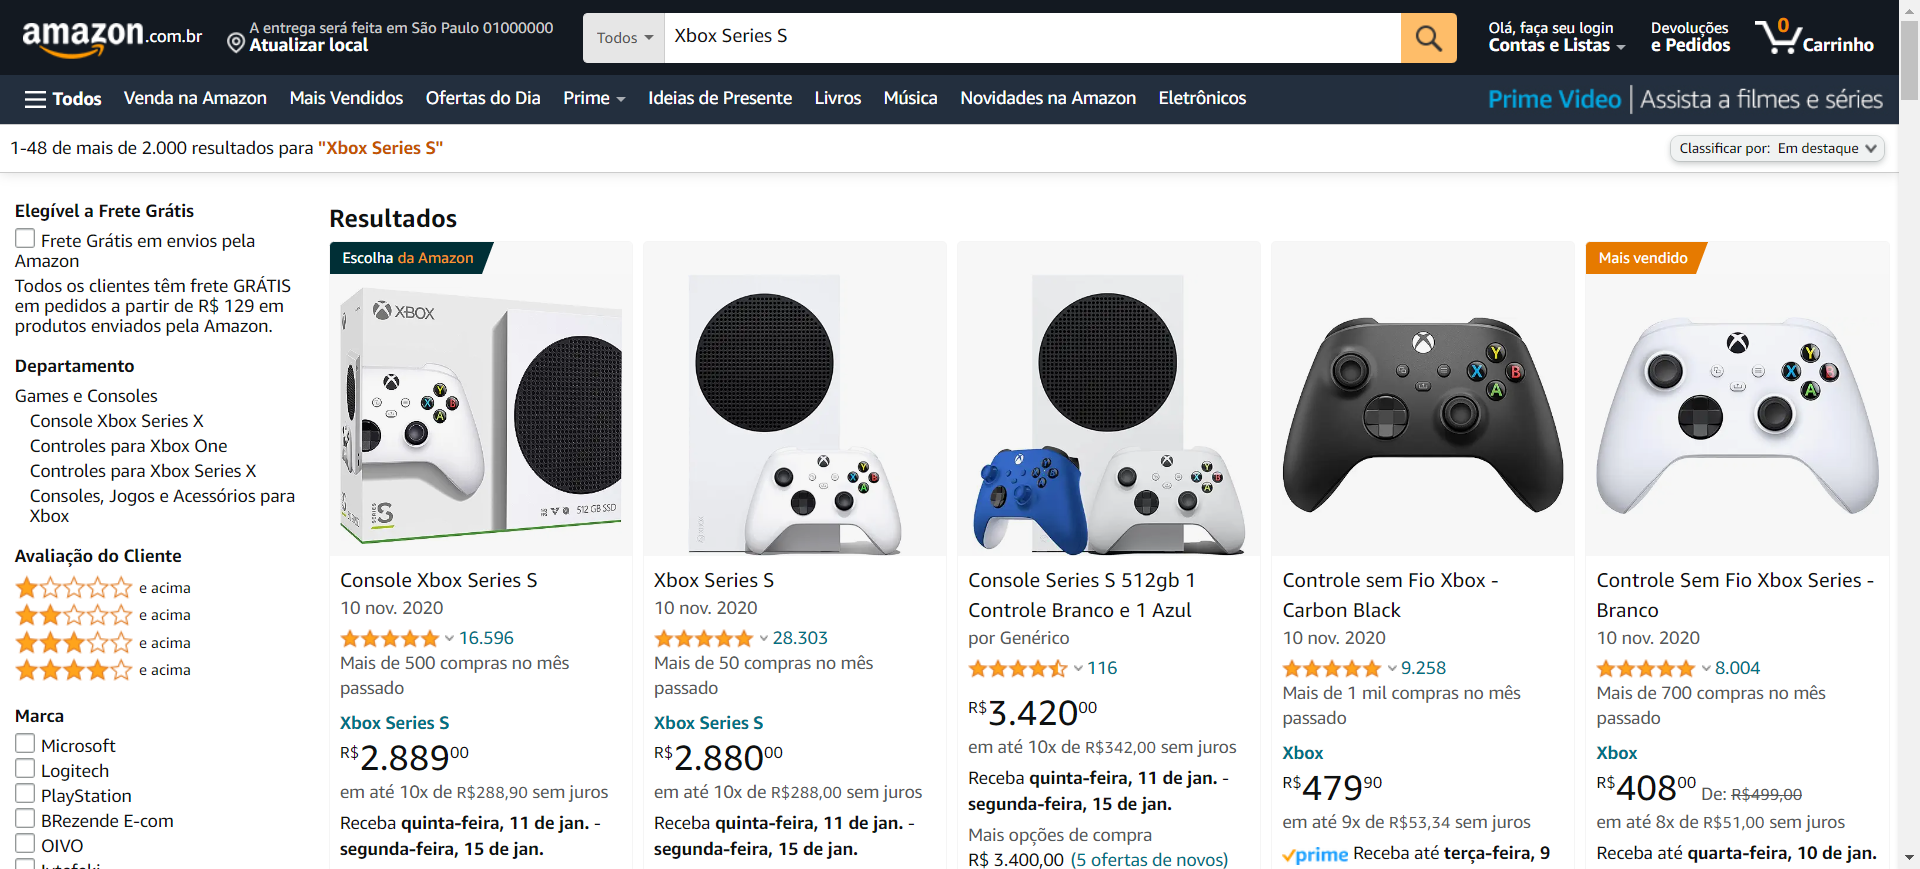 amazon.com.br
A entrega será feita em São Paulo 01000000
Atualizar local
Todos
Xbox Series S
Olá, faça seu login
Contas e Listas
Devoluções
e Pedidos
0
Carrinho
Todos
Venda na Amazon
Mais Vendidos
Ofertas do Dia
Prime
Ideias de Presente
Livros
Música
Novidades na Amazon
Eletrônicos
Prime Video | Assista a filmes e séries
1-48 de mais de 2.000 resultados para "Xbox Series S"
Classificar por: Em destaque
Elegível a Frete Grátis
Frete Grátis em envios pela
Amazon
Todos os clientes têm frete GRÁTIS
em pedidos a partir de R$ 129 em
produtos enviados pela Amazon.
Departamento
Games e Consoles
Console Xbox Series X
Controles para Xbox One
Controles para Xbox Series X
Consoles, Jogos e Acessórios para
Xbox
Avaliação do Cliente
e acima
e acima
e acima
e acima
Marca
Microsoft
Logitech
PlayStation
BRezende E-com
OIVO
Resultados
Escolha da Amazon
XBOX
Y
X
B
A
SERIES
S
512 GB SSD
Console Xbox Series S
10 nov. 2020
16.596
Mais de 500 compras no mês
passado
Xbox Series S
R$2.88900
em até 10x de R$288,90 sem juros
Receba quinta-feira, 11 de jan. -
segunda-feira, 15 de jan.
Y
X
B
A
Xbox Series S
10 nov. 2020
28.303
Mais de 50 compras no mês
passado
Xbox Series S
R$2.88000
em até 10x de R$288,00 sem juros
Receba quinta-feira, 11 de jan. -
segunda-feira, 15 de jan.
Y
X
B
A
Console Series S 512gb 1
Controle Branco e 1 Azul
por Genérico
116
R$3.42000
em até 10x de R$342,00 sem juros
Receba quinta-feira, 11 de jan. -
segunda-feira, 15 de jan.
Mais opções de compra
R$ 3.400,00 (5 ofertas de novos)
Y
X
B
A
Controle sem Fio Xbox -
Carbon Black
10 nov. 2020
9.258
Mais de 1 mil compras no mês
passado
Xbox
R$47990
em até 9x de R$53,34 sem juros
prime Receba até terça-feira, 9
Mais vendido
Y
X
B
A
Controle Sem Fio Xbox Series -
Branco
10 nov. 2020
8.004
Mais de 700 compras no mês
passado
Xbox
R$40800 De: R$499,00
em até 8x de R$51,00 sem juros
Receba até quarta-feira, 10 de jan.